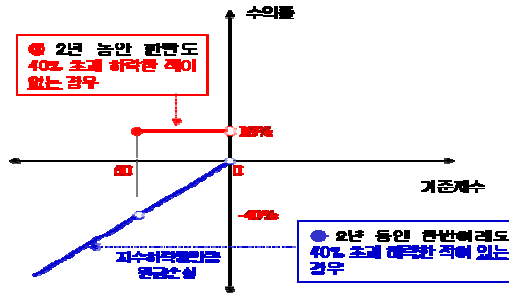 수익률
2년 동안 한번도
40% 초과 하락한 적이
없는 경우
기준지수
-40%
2년 동안 한번이라도
40% 초과 하락한 적이 있는
경우
지수하락률만큼
원금손실